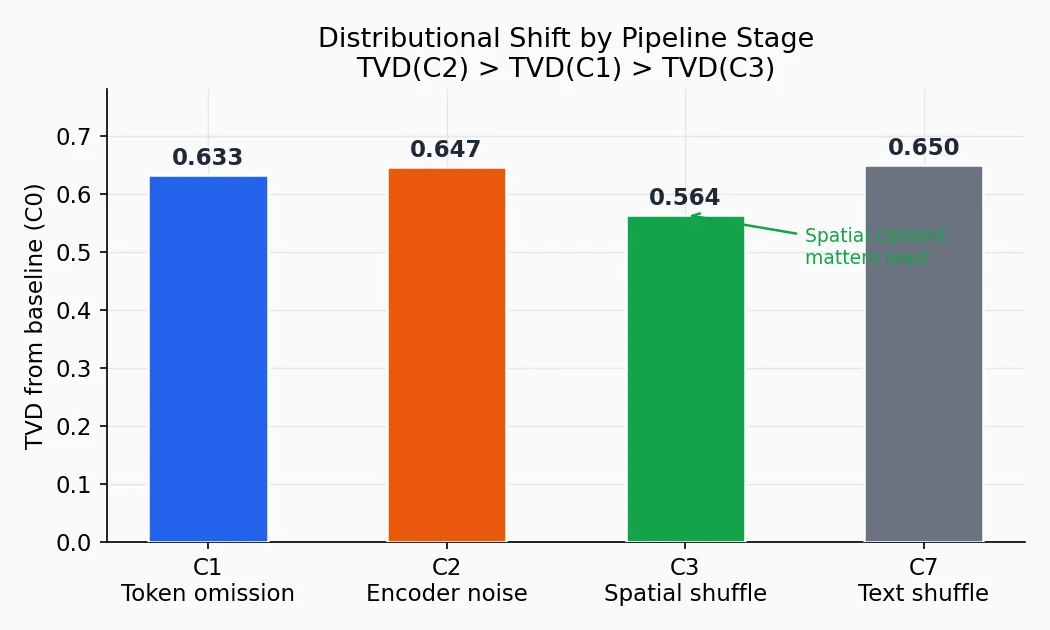 Distributional Shift by Pipeline Stage
TVD(C2) > TVD(C1) > TVD(C3)
TVD from baseline (C0)
0.7
0.6
0.5
0.4
0.3
0.2
0.1
0.0
0.633
0.647
0.564
0.650
Spatial content
matters least
C1
Token omission
C2
Encoder noise
C3
Spatial shuffle
C7
Text shuffle